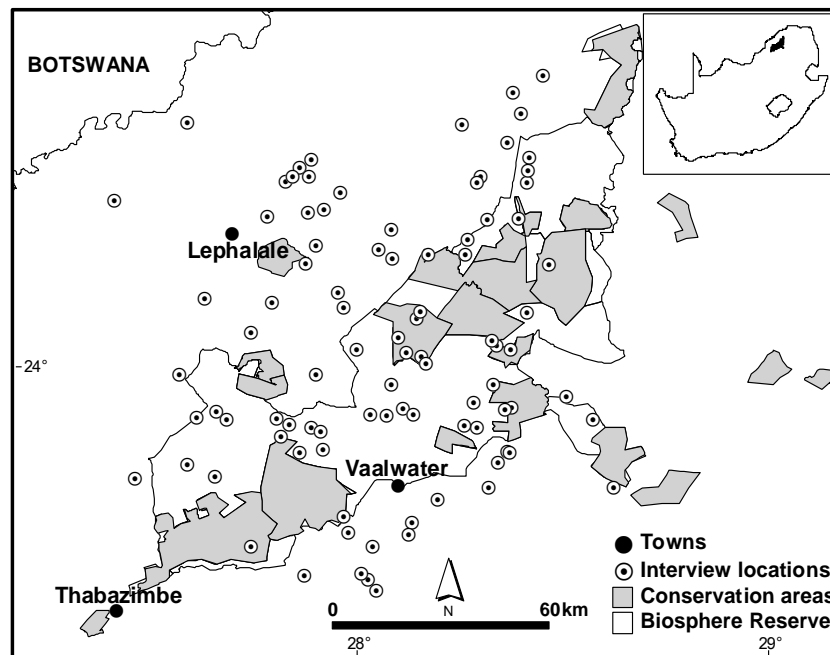 BOTSWANA
Lephalale
24°
Vaalwater
Thabazimbe
Towns
Interview locations
Conservation areas
Biosphere Reserve
N
0 60km
28° 29°